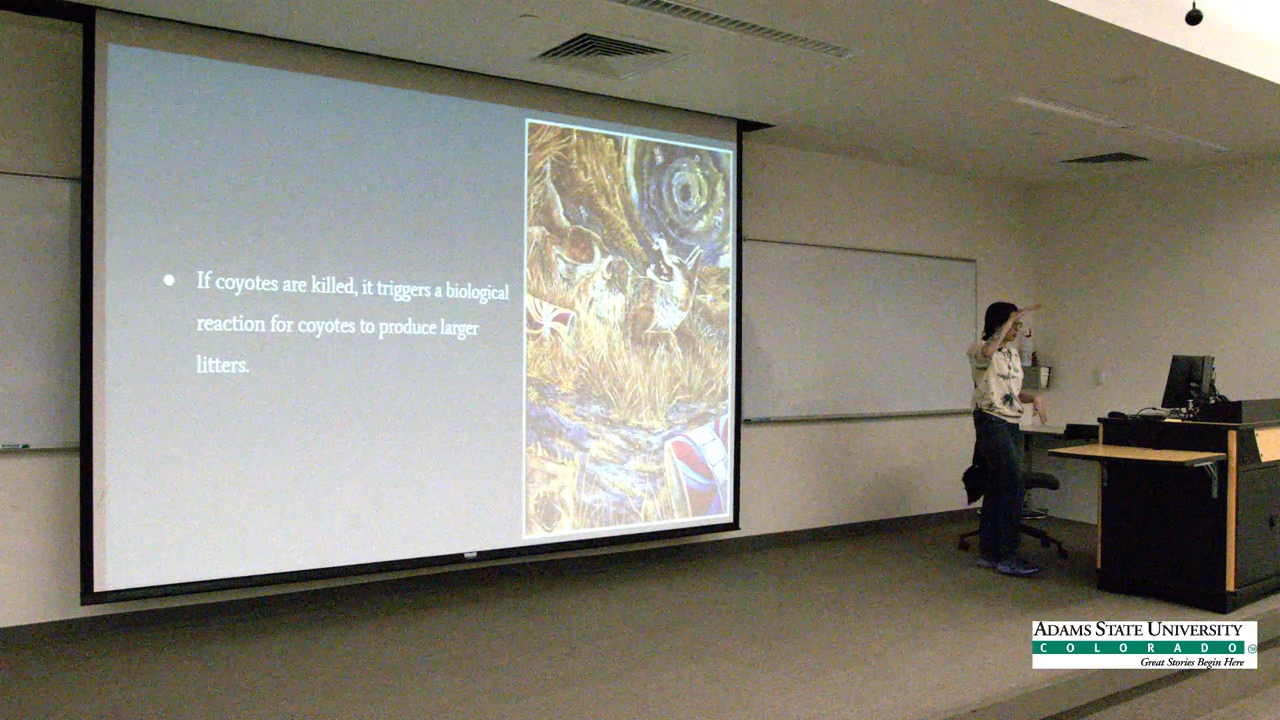 ● If coyotes are killed, it triggers a biological
reaction for coyotes to produce larger
litters.
ADAMS STATE UNIVERSITY
COLORADO
Great Stories Begin Here